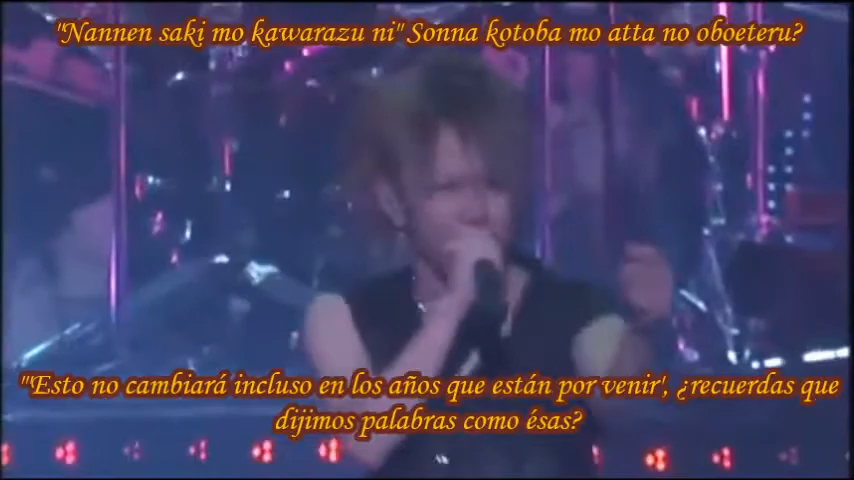 "Nannen saki mo kawarazu ni" Sonna kotoba mo atta no oboeteru?
"'Esto no cambiará incluso en los años que están por venir', ¿recuerdas que
dijimos palabras como ésas?